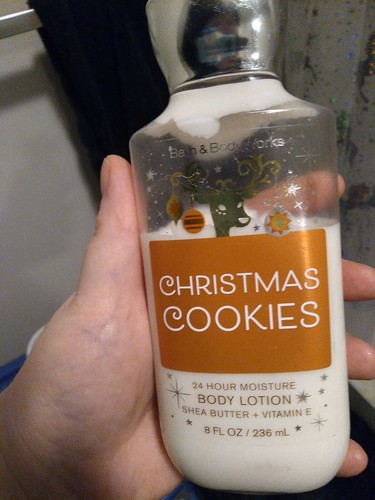 Bath & Body Works
CHRISTMAS
COOKIES
24 HOUR MOISTURE
BODY LOTION
SHEA BUTTER + VITAMIN E
8 FL OZ / 236 mL